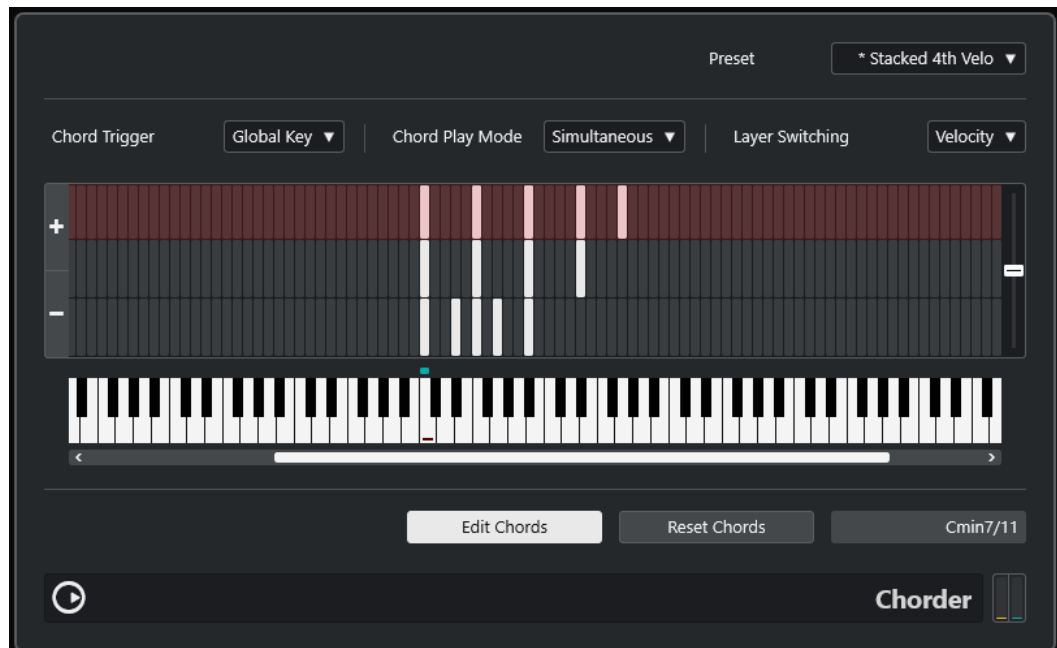 Preset
* Stacked 4th Velo
Chord Trigger
Global Key
Chord Play Mode
Simultaneous
Layer Switching
Velocity
Edit Chords
Reset Chords
Cmin7/11
Chorder